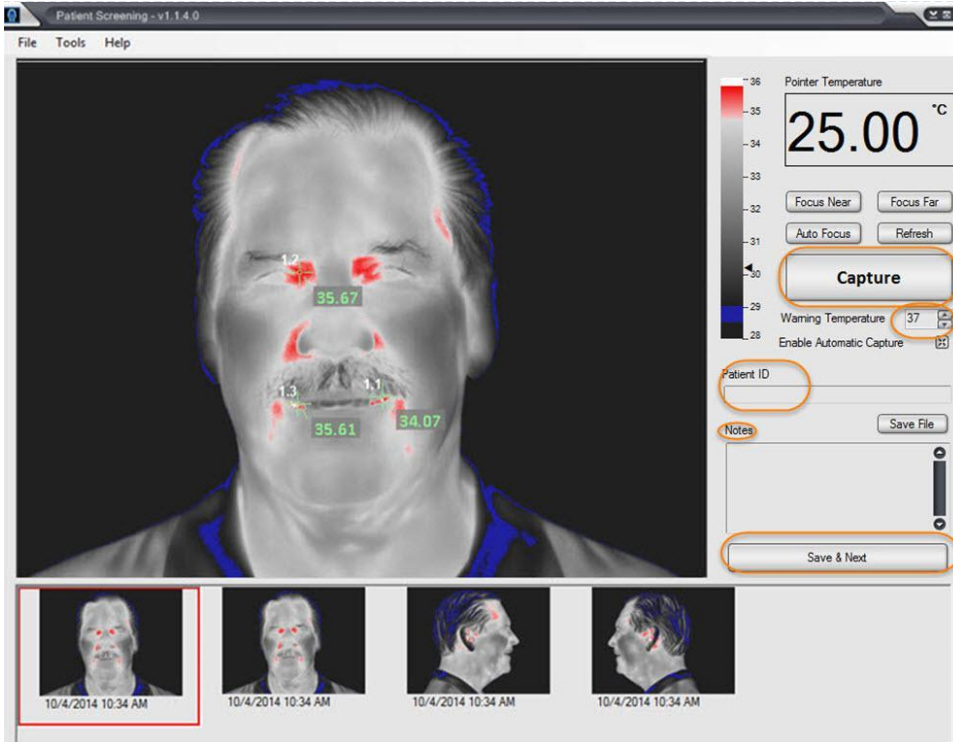 Patient Screening - v1.1.4.0
File Tools Help
36
35
34
33
32
31
30
29
28
Pointer Temperature
25.00 °C
Focus Near Focus Far
Auto Focus Refresh
Capture
Warning Temperature 37
Enable Automatic Capture
Patient ID
Notes Save File
Save & Next
1.2
35.67
1.3 1.1
35.61 34.07
10/4/2014 10:34 AM 10/4/2014 10:34 AM 10/4/2014 10:34 AM 10/4/2014 10:34 AM